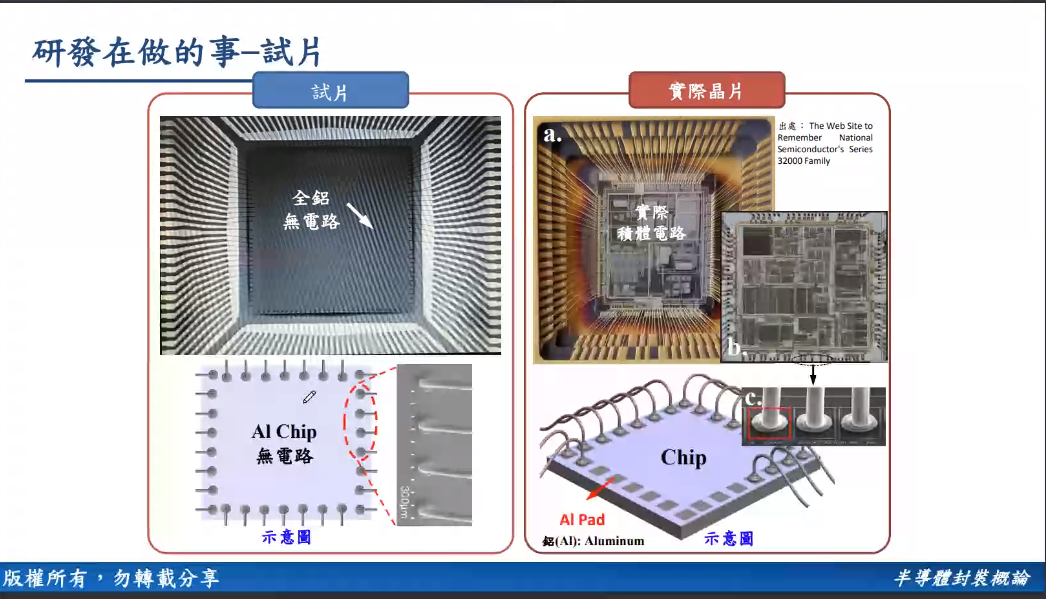 研發在做的事–試片
試片
全鋁
無電路
Al Chip
無電路
300μm
示意圖
實際晶片
a.
實際
積體電路
出處： The Web Site to
Remember National
Semiconductor's Series
32000 Family
b.
c.
Chip
Al Pad
鋁(Al): Aluminum
示意圖
版權所有，勿轉載分享
半導體封裝概論